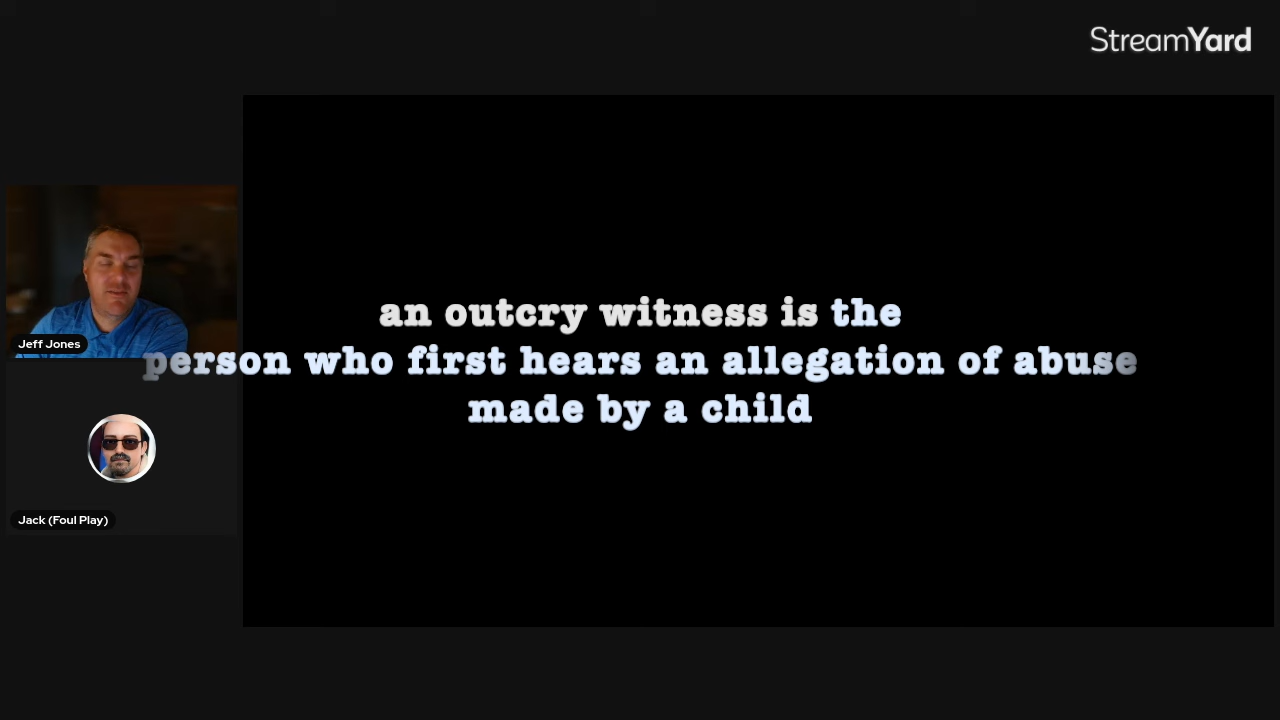 StreamYard
an outcry witness is the
person who first hears an allegation of abuse
made by a child
Jeff Jones
Jack (Foul Play)